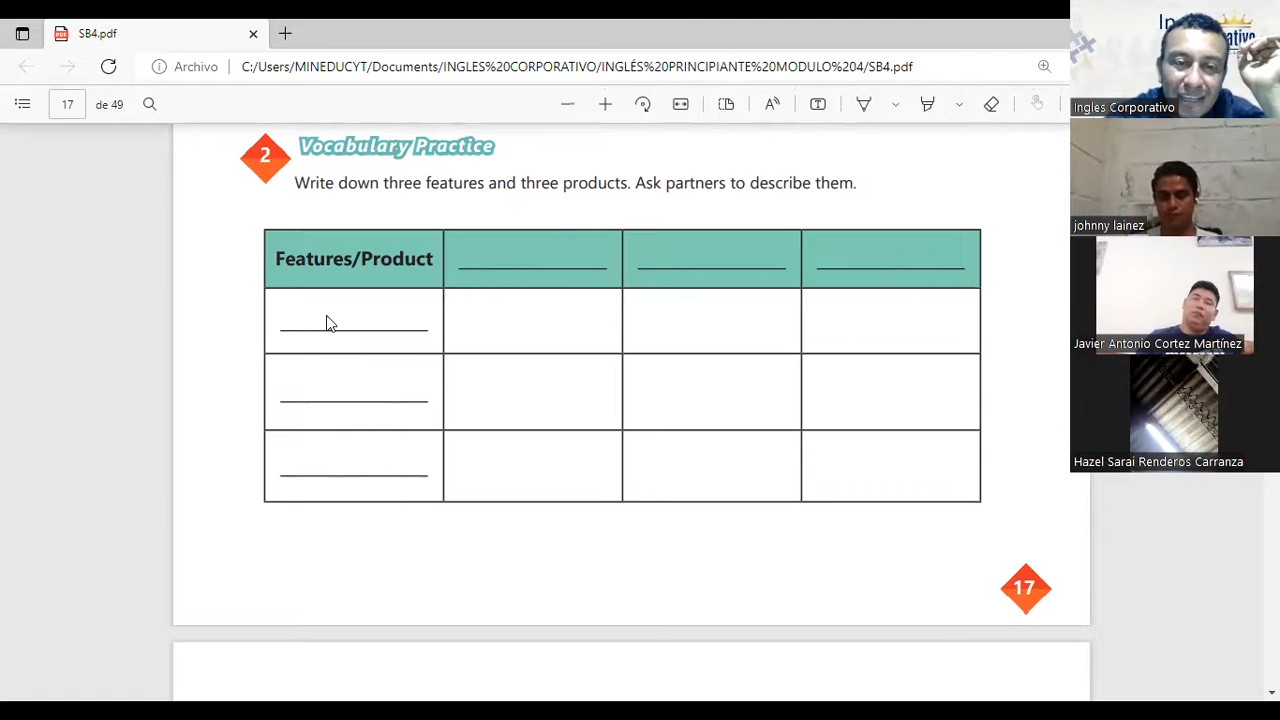 SB4.pdf
Archivo
C:/Users/MINEDUCYT/Documents/INGLES%20CORPORATIVO/INGLÉS%20PRINCIPIANTE%20MODULO%204/SB4.pdf
17
de 49
2
Vocabulary Practice
Write down three features and three products. Ask partners to describe them.
Features/Product
17
Ingles Corporativo
johnny lainez
Javier Antonio Cortez Martínez
Hazel Sarai Renderos Carranza